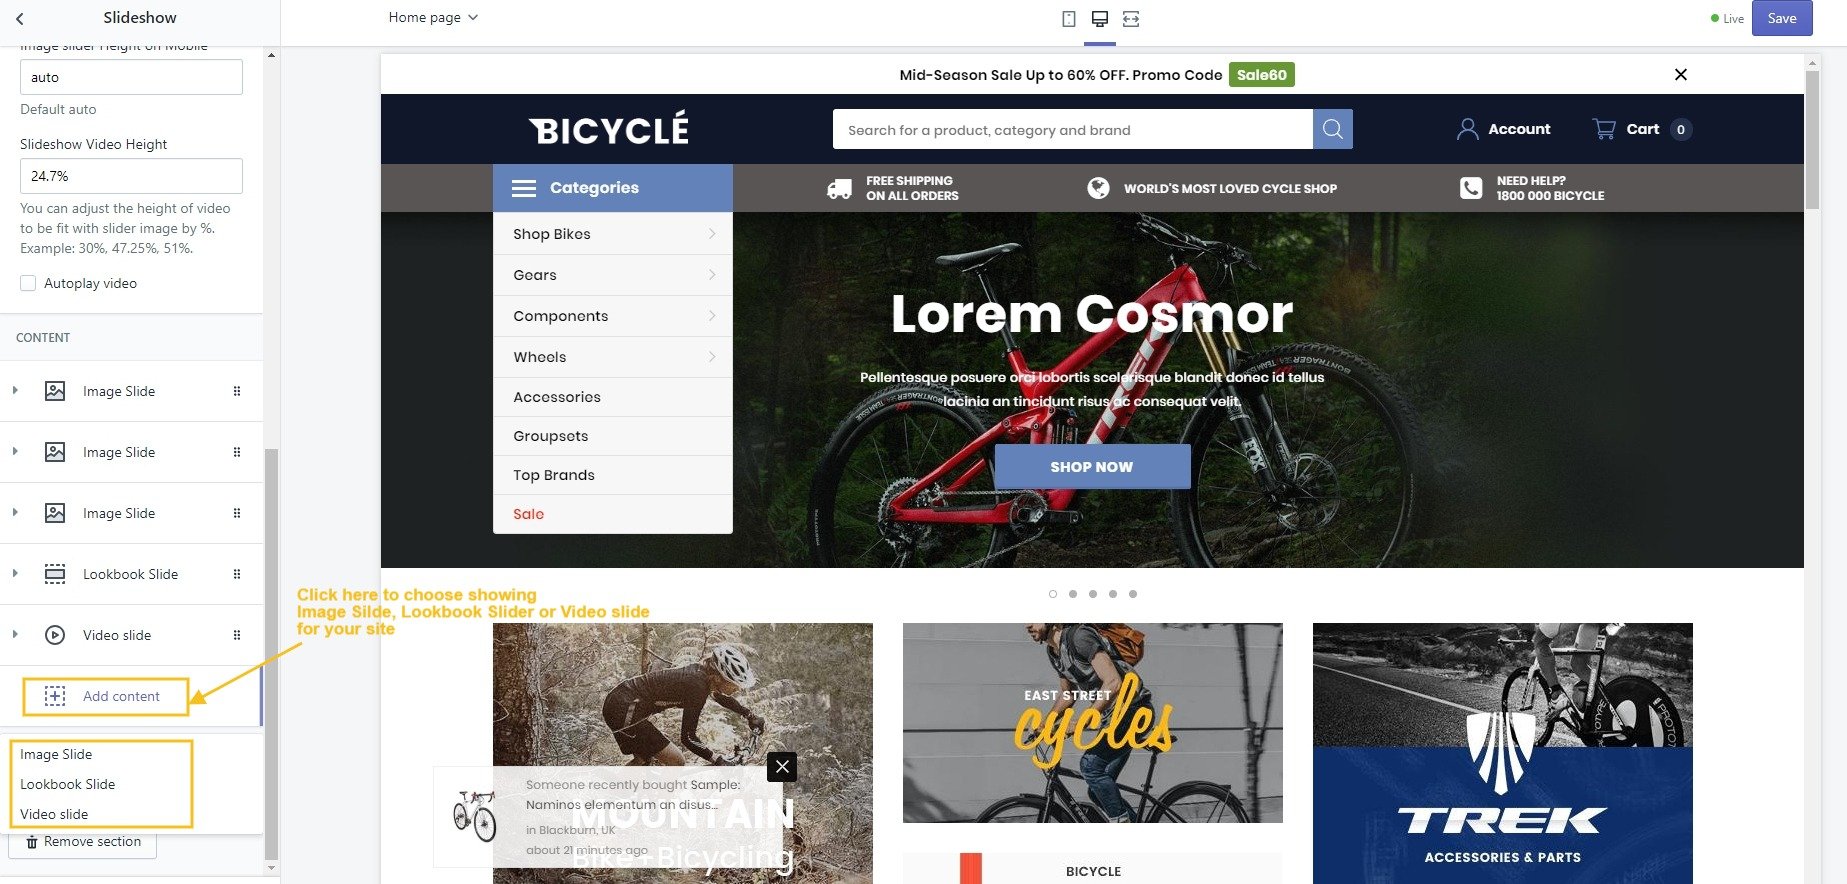 Slideshow
Home page
Live
Save
Image slider Height on Mobile
auto
Default auto
Slideshow Video Height
24.7%
You can adjust the height of video
to be fit with slider image by %.
Example: 30%, 47.25%, 51%.
Autoplay video
CONTENT
Image Slide
Image Slide
Image Slide
Lookbook Slide
Video slide
Add content
Image Slide
Lookbook Slide
Video slide
Remove section
Click here to choose showing
Image Silde, Lookbook Slider or Video slide
for your site
Mid-Season Sale Up to 60% OFF. Promo Code Sale60
BICYCLÉ
Search for a product, category and brand
Account
Cart 0
Categories
FREE SHIPPING
ON ALL ORDERS
WORLD'S MOST LOVED CYCLE SHOP
NEED HELP?
1800 000 BICYCLE
Shop Bikes
Gears
Components
Wheels
Accessories
Groupsets
Top Brands
Sale
Lorem Cosmor
Pellentesque posuere orci lobortis scelerisque blandit donec id tellus
lacinia an tincidunt risus ac consequat velit.
SHOP NOW
TREK
FOX
Someone recently bought Sample:
Naminos elementum an disus...
in Blackburn, UK
about 21 minutes ago
MOUNTAIN
Bike+Bicycling
EAST STREET
cycles
BICYCLE
TREK
ACCESSORIES & PARTS